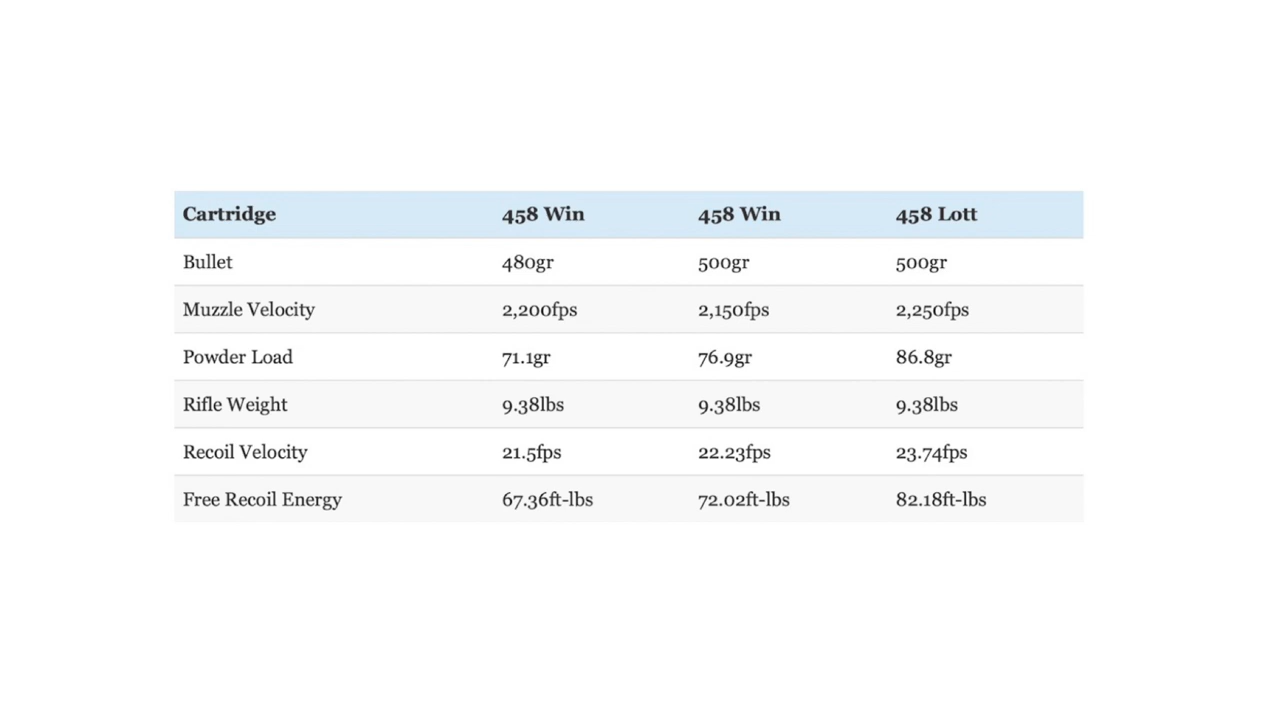 Cartridge 458 Win 458 Win 458 Lott
Bullet 480gr 500gr 500gr
Muzzle Velocity 2,200fps 2,150fps 2,250fps
Powder Load 71.1gr 76.9gr 86.8gr
Rifle Weight 9.38lbs 9.38lbs 9.38lbs
Recoil Velocity 21.5fps 22.23fps 23.74fps
Free Recoil Energy 67.36ft-lbs 72.02ft-lbs 82.18ft-lbs